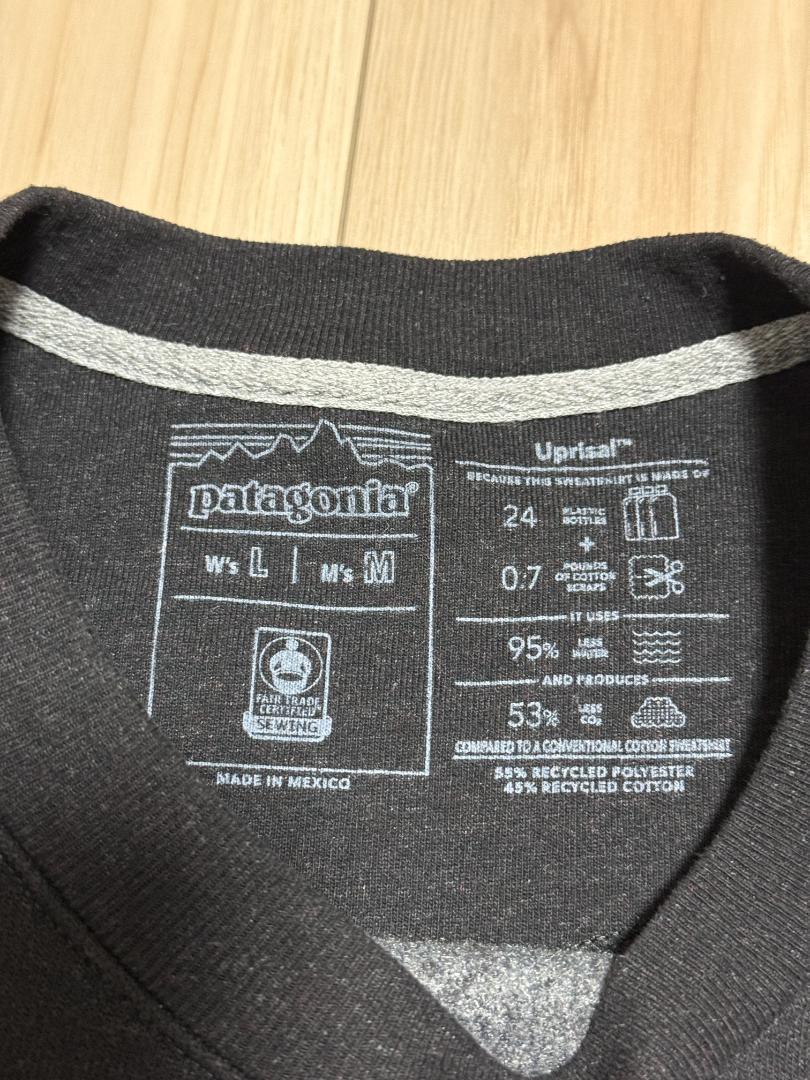 patagonia®
W's L | M's M
FAIR TRADE
CERTIFIED™
SEWING
MADE IN MEXICO
Uprisal™
BECAUSE THIS SWEATSHIRT IS MADE OF
24 PLASTIC
BOTTLES
+
0.7 POUNDS
OF COTTON
SCRAPS
IT USES
95% LESS
WATER
AND PRODUCES
53% LESS
CO2
COMPARED TO A CONVENTIONAL COTTON SWEATSHIRT
55% RECYCLED POLYESTER
45% RECYCLED COTTON